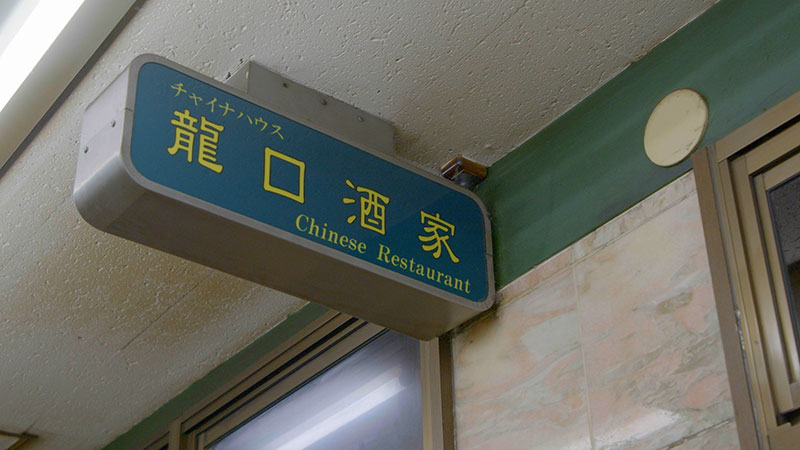 チャイナハウス
龍口酒家
Chinese Restaurant